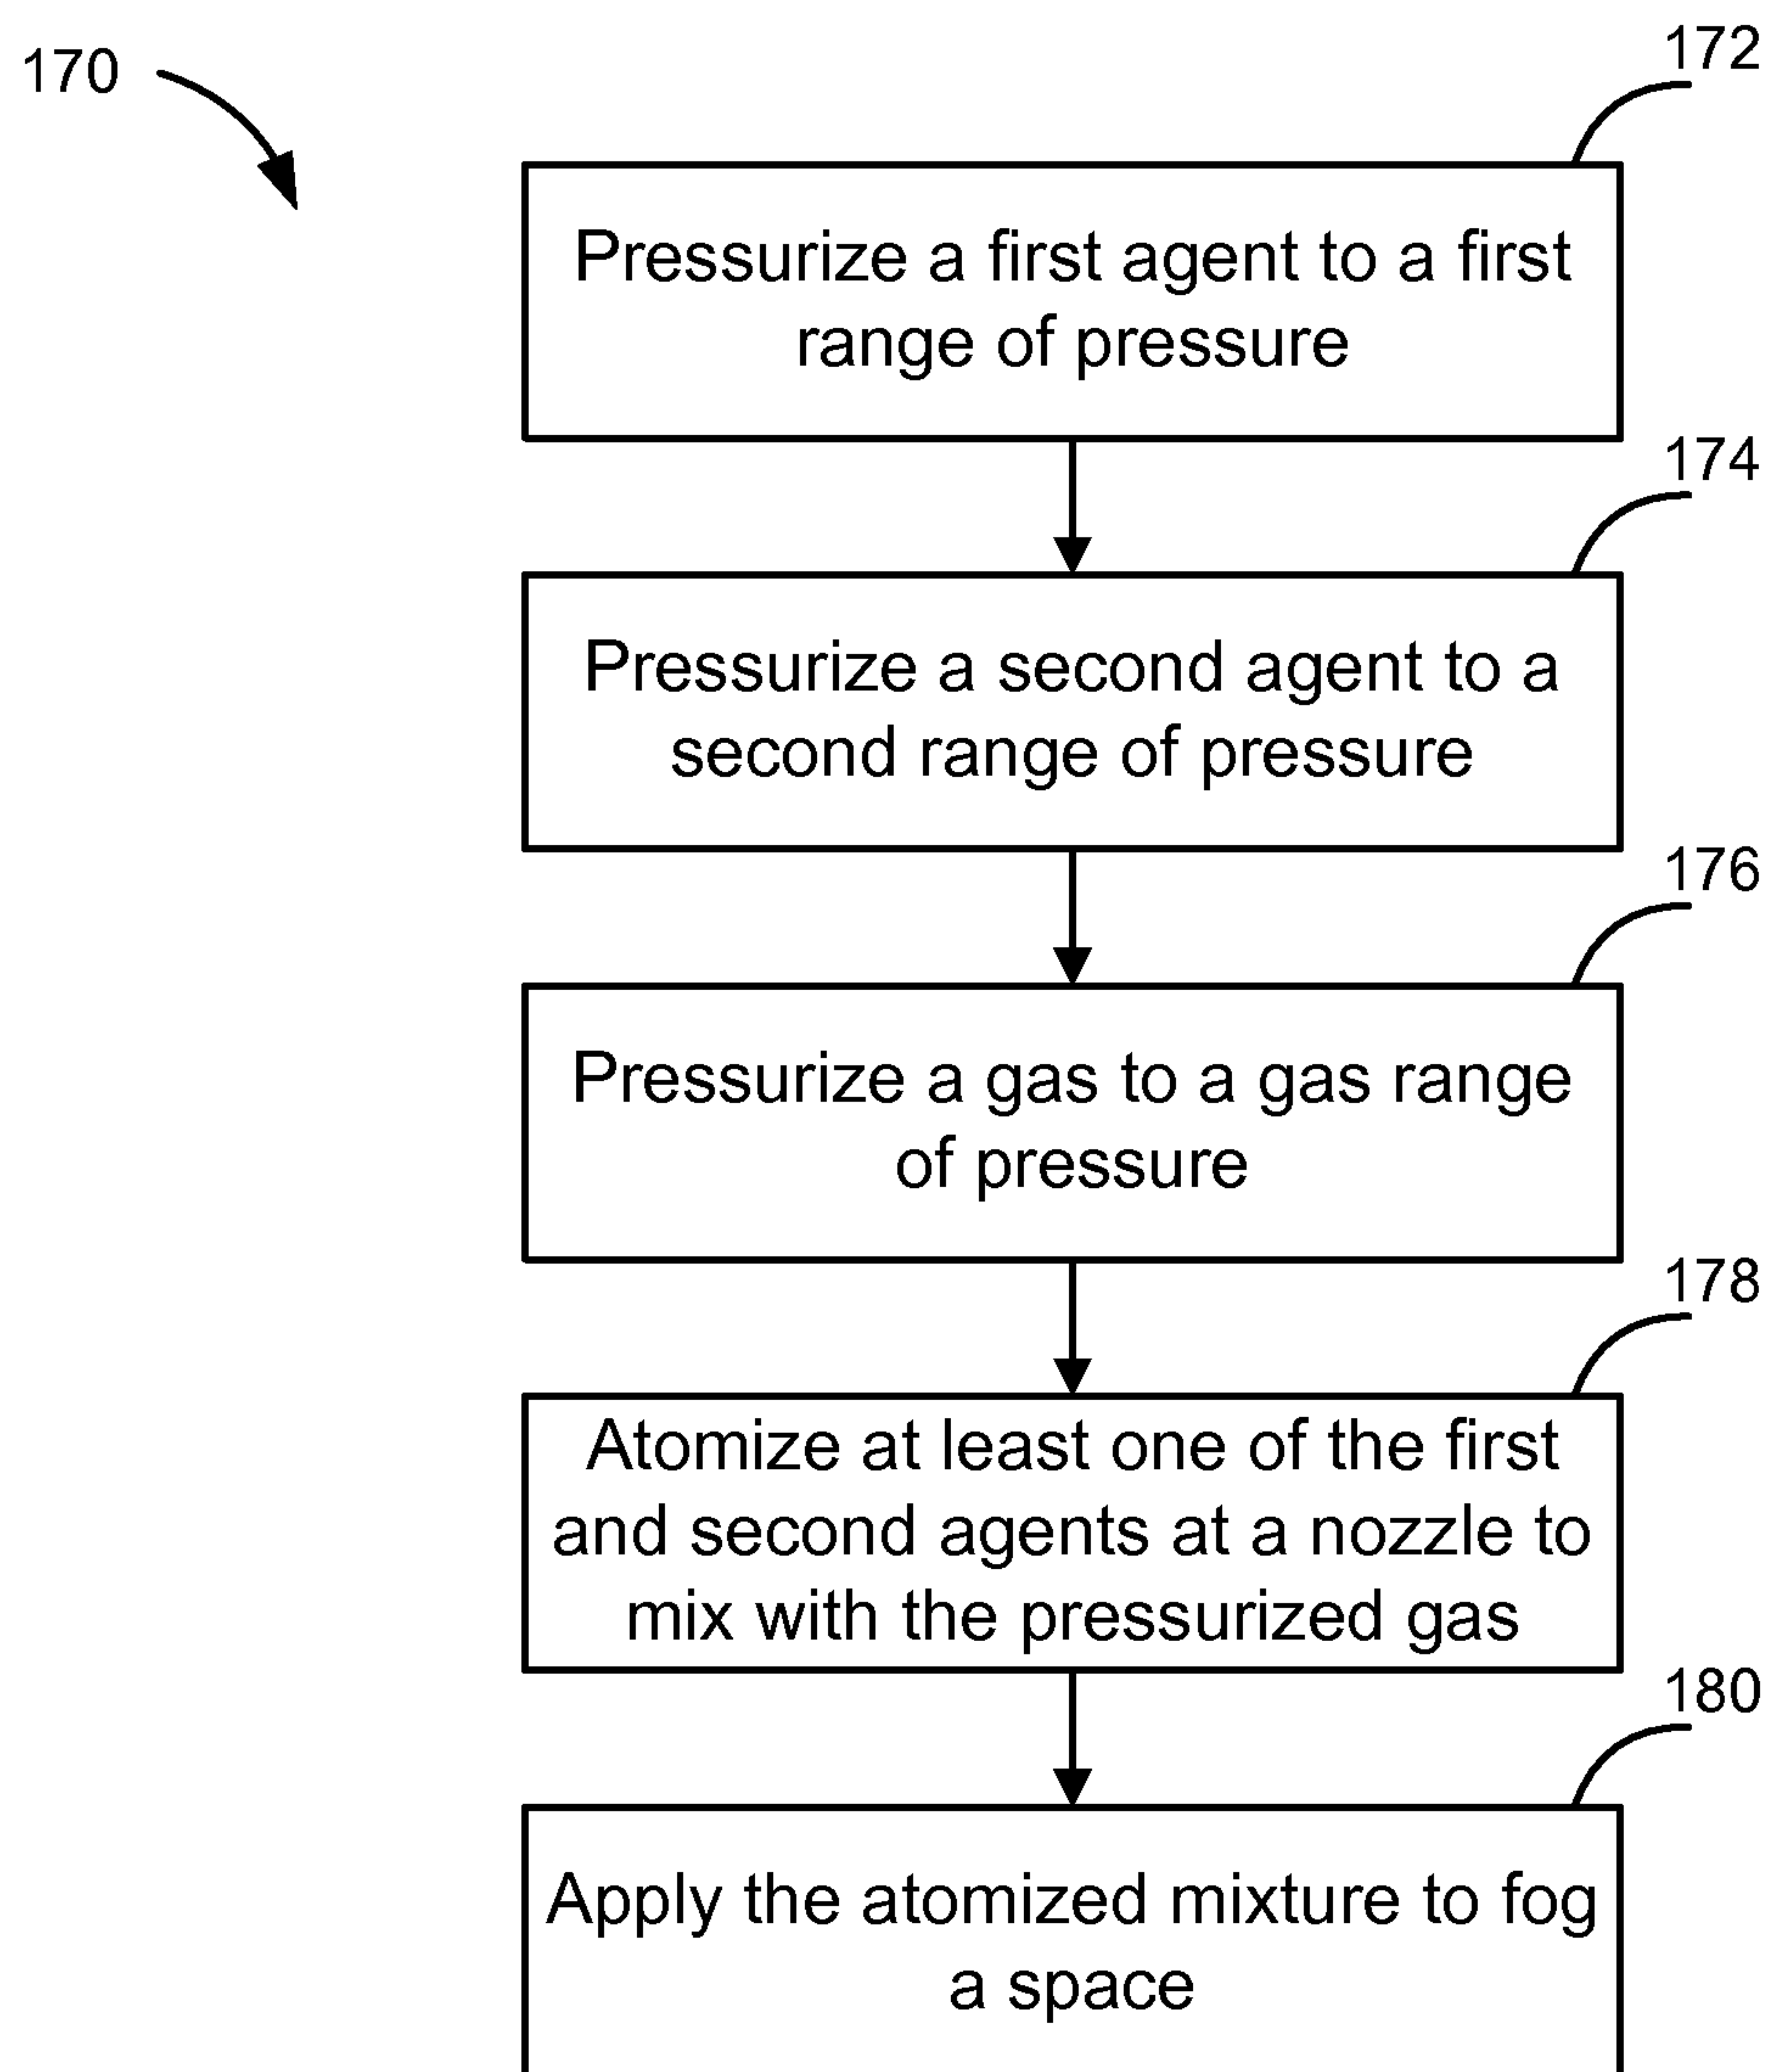 170
172
Pressurize a first agent to a first
range of pressure
174
Pressurize a second agent to a
second range of pressure
176
Pressurize a gas to a gas range
of pressure
178
Atomize at least one of the first
and second agents at a nozzle to
mix with the pressurized gas
180
Apply the atomized mixture to fog
a space